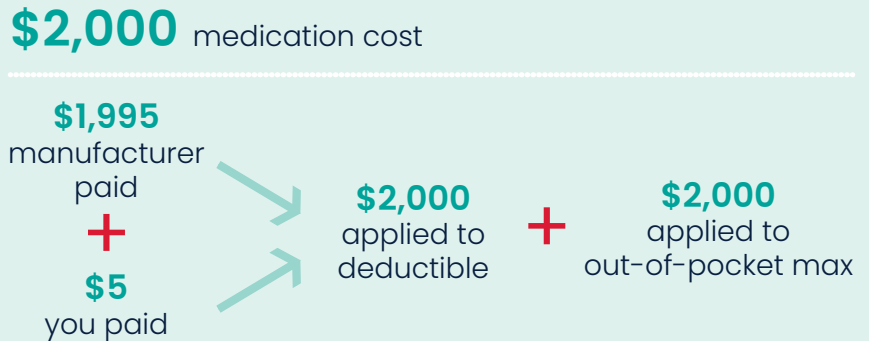 $2,000 medication cost
$1,995
manufacturer
paid
+
$5
you paid
$2,000
applied to
deductible
+
$2,000
applied to
out-of-pocket max